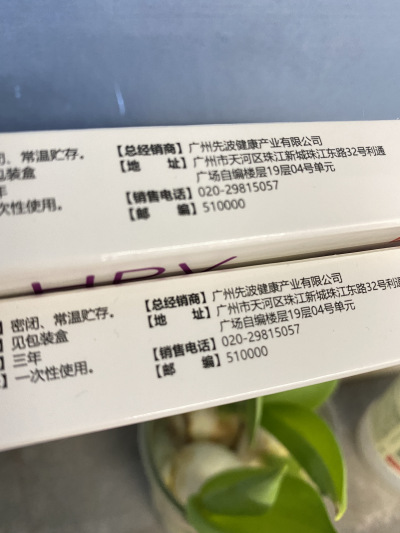 闭、常温贮存。
包装盒
年
次性使用。
【总经销商】广州先波健康产业有限公司
【地 址】广州市天河区珠江新城珠江东路32号利通
广场自编楼层19层04号单元
【销售电话】020-29815057
【邮 编】510000
HPV
】密闭、常温贮存。
】见包装盒
】三年
】一次性使用。
【总经销商】广州先波健康产业有限公司
【地 址】广州市天河区珠江新城珠江东路32号利通
广场自编楼层19层04号单元
【销售电话】020-29815057
【邮 编】510000